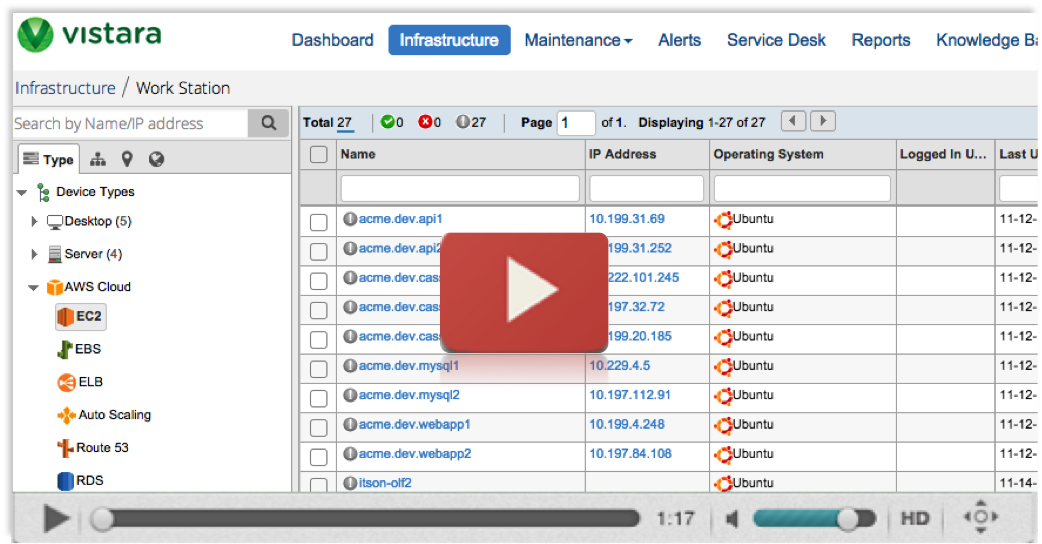 vistara
Dashboard Infrastructure Maintenance Alerts Service Desk Reports Knowledge Ba
Infrastructure / Work Station
Search by Name/IP address
Total 27 0 0 27 Page 1 of 1. Displaying 1-27 of 27
Type
Name IP Address Operating System Logged In U... Last U
Device Types
Desktop (5)
Server (4)
AWS Cloud
EC2
EBS
ELB
Auto Scaling
Route 53
RDS
acme.dev.api1 10.199.31.69 Ubuntu 11-12-
acme.dev.api2 199.31.252 Ubuntu 11-12-
acme.dev.cas 222.101.245 Ubuntu 11-12-
acme.dev.cas 197.32.72 Ubuntu 11-12-
acme.dev.cas 199.20.185 Ubuntu 11-12-
acme.dev.mysql1 10.229.4.5 Ubuntu 11-12-
acme.dev.mysql2 10.197.112.91 Ubuntu 11-12-
acme.dev.webapp1 10.199.4.248 Ubuntu 11-12-
acme.dev.webapp2 10.197.84.108 Ubuntu 11-12-
itson-olf2 Ubuntu 11-14-
1:17 HD